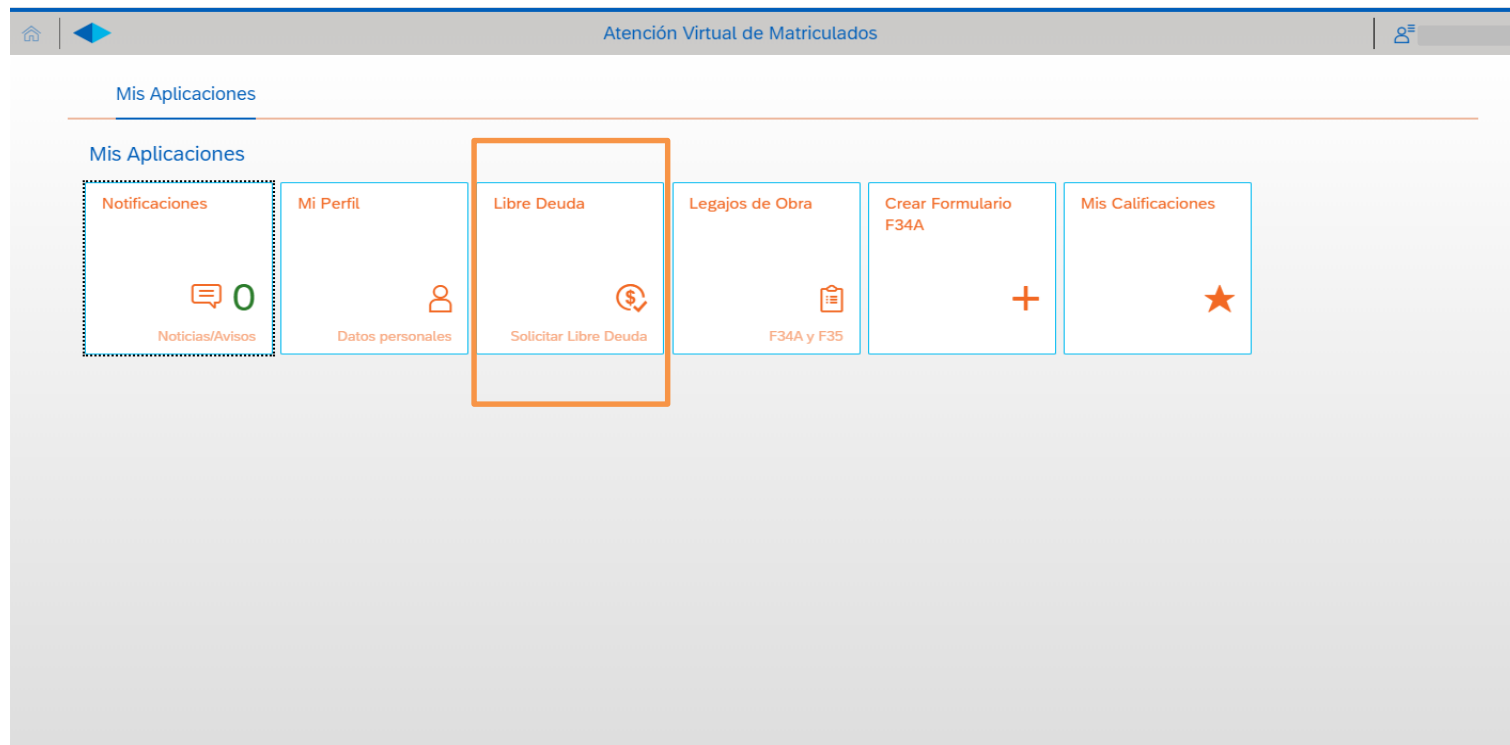 Atención Virtual de Matriculados
Mis Aplicaciones
Mis Aplicaciones
Notificaciones
0
Noticias/Avisos
Mi Perfil
Datos personales
Libre Deuda
Solicitar Libre Deuda
Legajos de Obra
F34A y F35
Crear Formulario
F34A
Mis Calificaciones